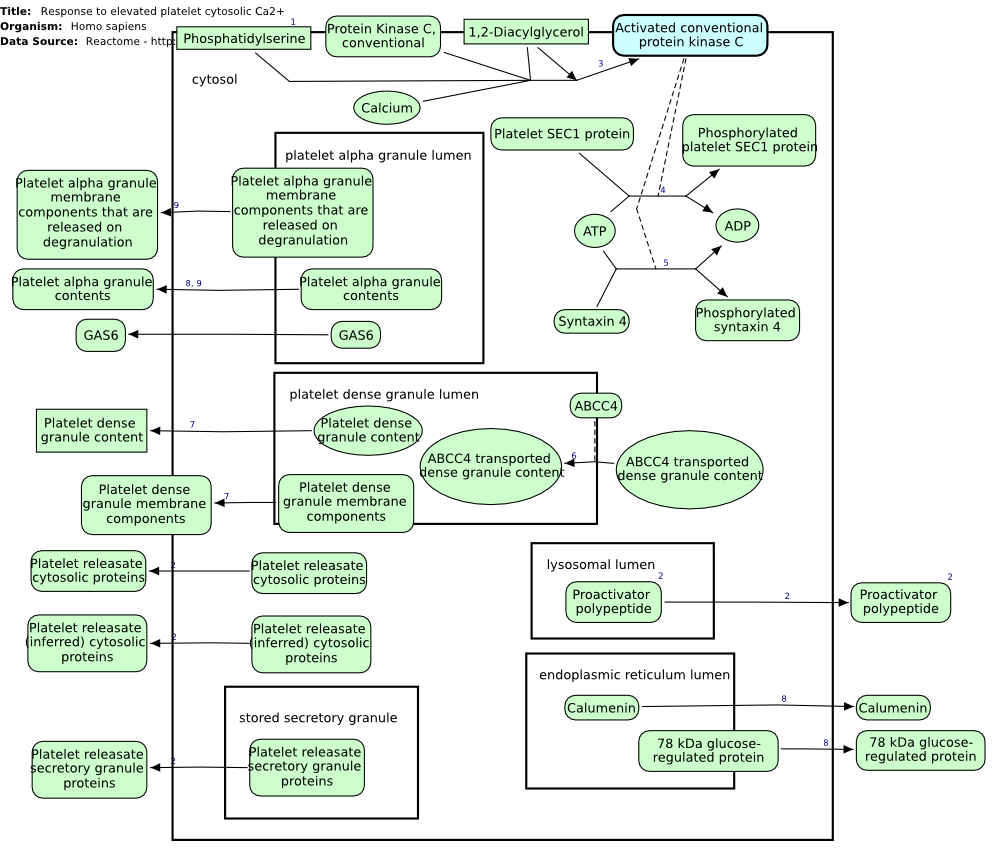 Title: Response to elevated platelet cytosolic Ca2+
Organism: Homo sapiens
Data Source: Reactome - http:
1
Phosphatidylserine
Protein Kinase C,
conventional
1,2-Diacylglycerol
Activated conventional
protein kinase C
3
cytosol
Calcium
Platelet SEC1 protein
Phosphorylated
platelet SEC1 protein
4
ATP
ADP
5
Syntaxin 4
Phosphorylated
syntaxin 4
platelet alpha granule lumen
Platelet alpha granule
membrane
components that are
released on
degranulation
9
Platelet alpha granule
membrane
components that are
released on
degranulation
Platelet alpha granule
contents
8, 9
Platelet alpha granule
contents
GAS6
GAS6
platelet dense granule lumen
Platelet dense
granule content
7
Platelet dense
granule content
ABCC4
ABCC4 transported
dense granule content
6
ABCC4 transported
dense granule content
Platelet dense
granule membrane
components
7
Platelet dense
granule membrane
components
Platelet releasate
cytosolic proteins
2
Platelet releasate
cytosolic proteins
lysosomal lumen
2
Proactivator
polypeptide
2
2
Proactivator
polypeptide
Platelet releasate
(inferred) cytosolic
proteins
2
Platelet releasate
(inferred) cytosolic
proteins
endoplasmic reticulum lumen
Calumenin
8
Calumenin
78 kDa glucose-
regulated protein
8
78 kDa glucose-
regulated protein
stored secretory granule
Platelet releasate
secretory granule
proteins
2
Platelet releasate
secretory granule
proteins